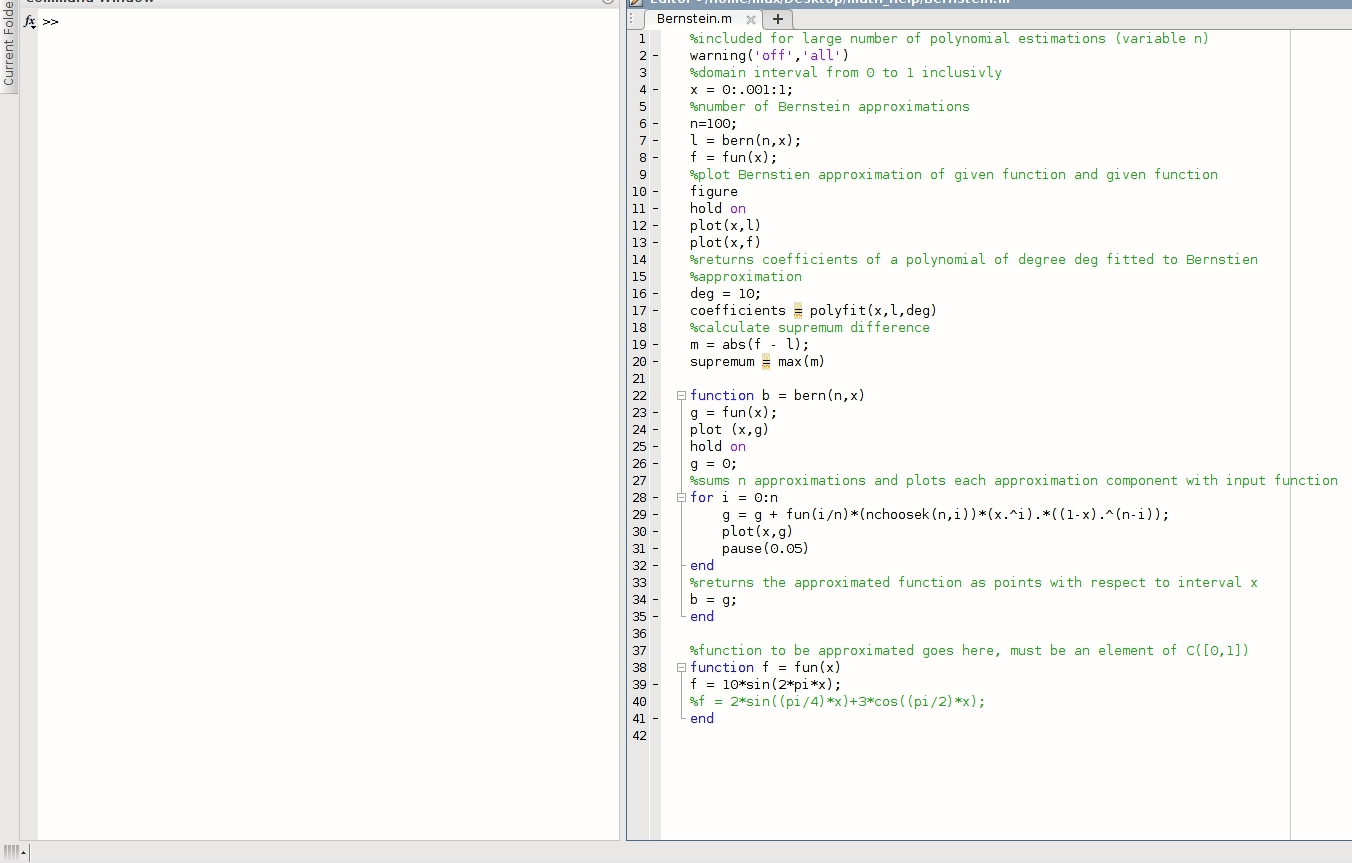 Command Window
Editor - /home/max/Desktop/math_help/Bernstein.m
Current Folde
fx >>
Bernstein.m
+
1 %included for large number of polynomial estimations (variable n)
2 - warning('off','all')
3 %domain interval from 0 to 1 inclusivly
4 - x = 0:.001:1;
5 %number of Bernstein approximations
6 - n=100;
7 - l = bern(n,x);
8 - f = fun(x);
9 %plot Bernstien approximation of given function and given function
10 - figure
11 - hold on
12 - plot(x,l)
13 - plot(x,f)
14 %returns coefficients of a polynomial of degree deg fitted to Bernstien
15 %approximation
16 - deg = 10;
17 - coefficients = polyfit(x,l,deg)
18 %calculate supremum difference
19 - m = abs(f - l);
20 - supremum = max(m)
21
22 function b = bern(n,x)
23 - g = fun(x);
24 - plot (x,g)
25 - hold on
26 - g = 0;
27 %sums n approximations and plots each approximation component with input function
28 - for i = 0:n
29 - g = g + fun(i/n)*(nchoosek(n,i))*(x.^i).*((1-x).^(n-i));
30 - plot(x,g)
31 - pause(0.05)
32 - end
33 %returns the approximated function as points with respect to interval x
34 - b = g;
35 - end
36
37 %function to be approximated goes here, must be an element of C([0,1])
38 function f = fun(x)
39 - f = 10*sin(2*pi*x);
40 %f = 2*sin((pi/4)*x)+3*cos((pi/2)*x);
41 - end
42